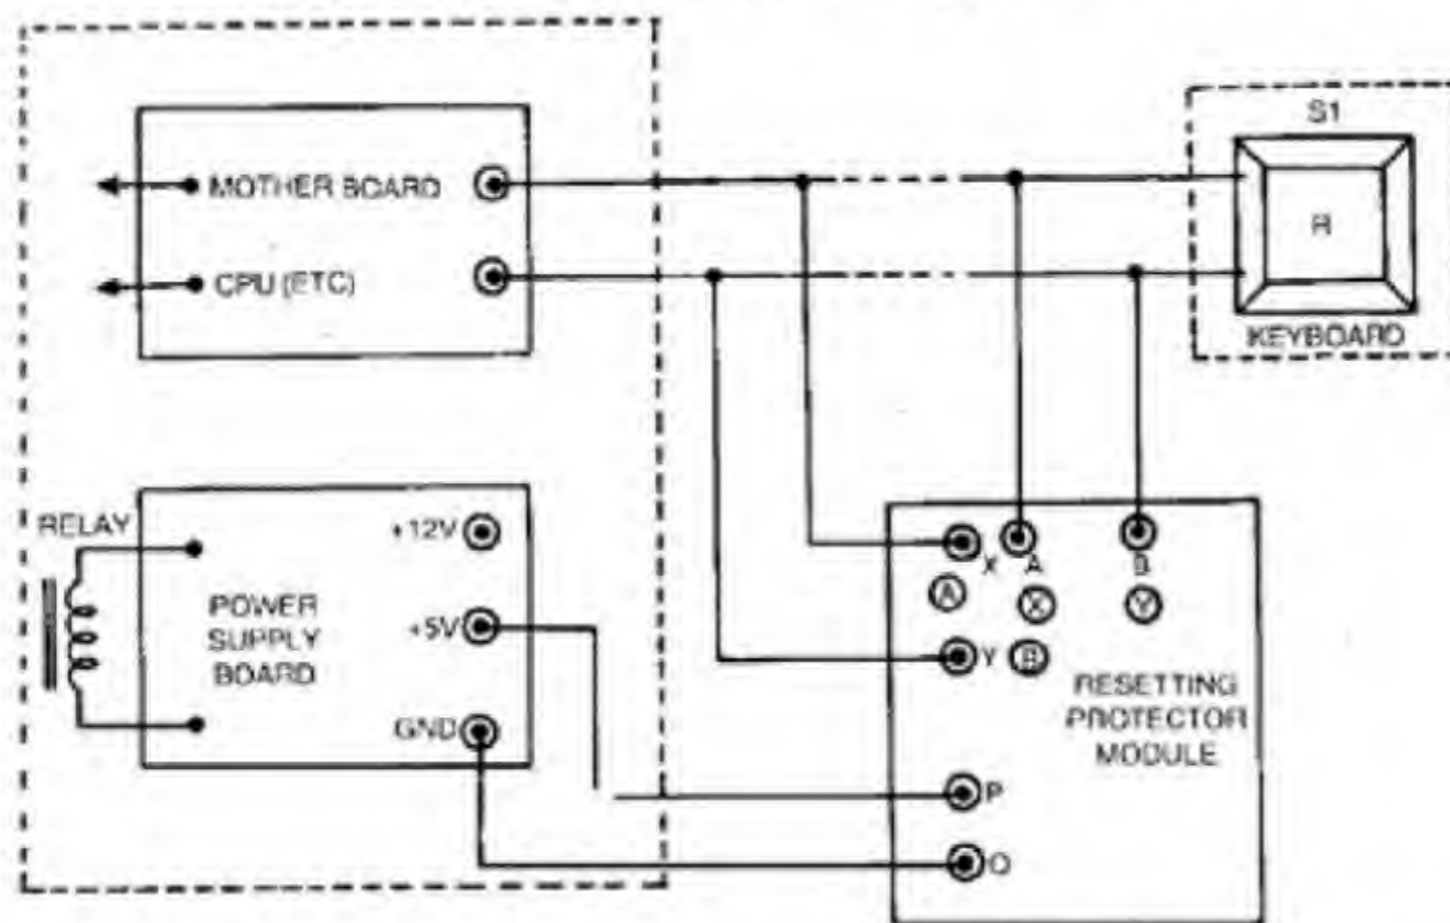 S1
MOTHER BOARD
R
CPU (ETC)
KEYBOARD
RELAY
+12V
X A
B
A
X
Y
POWER
SUPPLY
BOARD
+5V
Y
B
RESETTING
PROTECTOR
MODULE
GND
P
Q